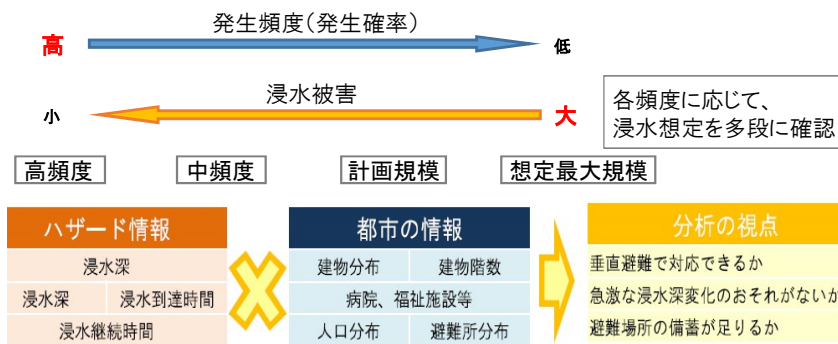 発生頻度(発生確率)
高
低
浸水被害
小
大
各頻度に応じて、
浸水想定を多段に確認
高頻度
中頻度
計画規模
想定最大規模
ハザード情報
浸水深
浸水深 浸水到達時間
浸水継続時間
都市の情報
建物分布 建物階数
病院、福祉施設等
人口分布 避難所分布
分析の視点
垂直避難で対応できるか
急激な浸水深変化のおそれがないか
避難場所の備蓄が足りるか